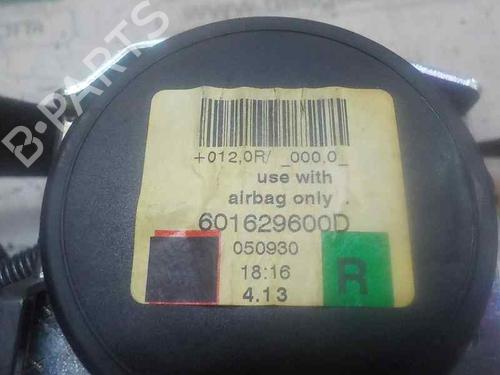 B-PARTS
+012,0R/ _000,0_
use with
airbag only .
601629600D
050930
18:16
4.13
R